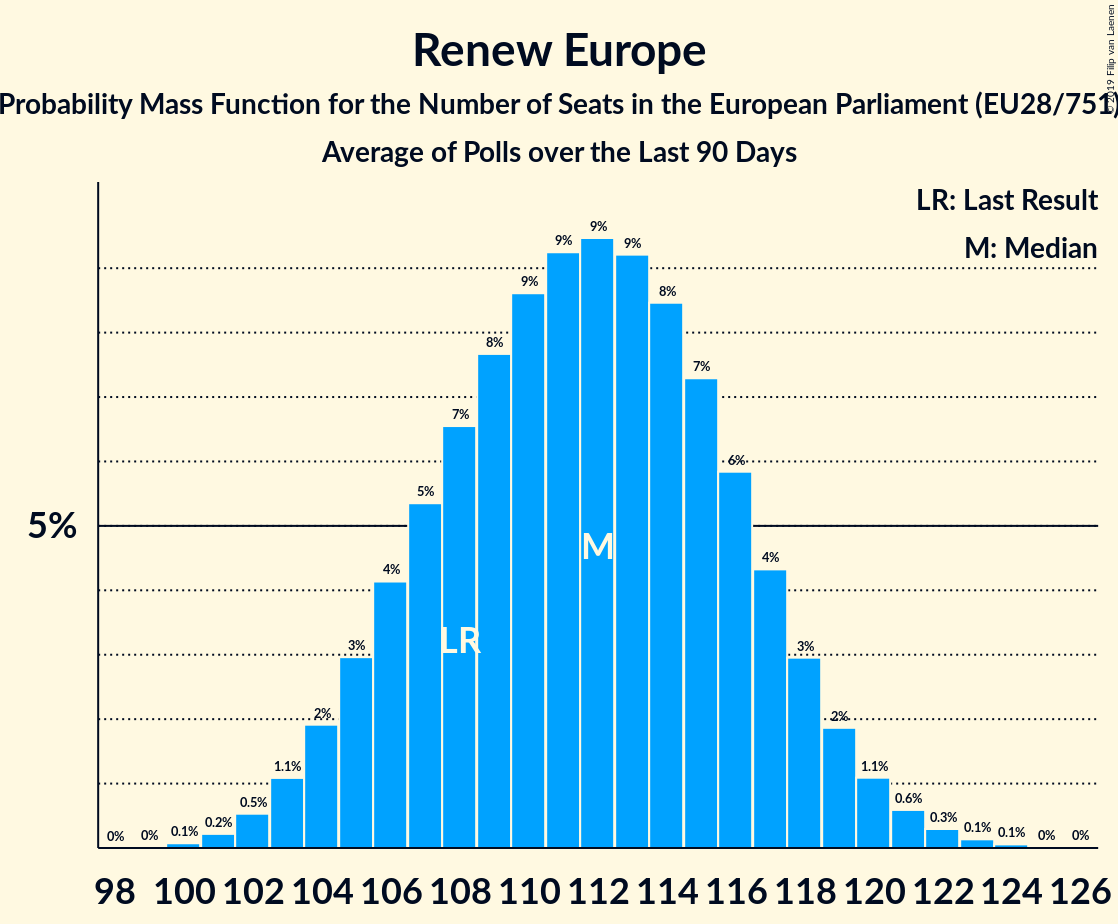 Renew Europe
Probability Mass Function for the Number of Seats in the European Parliament (EU28/751)
Average of Polls over the Last 90 Days
© 2019 Filip van Laenen
LR: Last Result
M: Median
5%
0% 0% 0.1% 0.2% 0.5% 1.1% 2% 3% 4% 5% 7% 8% 9% 9% 9% 9% 8% 7% 6% 4% 3% 2% 1.1% 0.6% 0.3% 0.1% 0.1% 0% 0%
M
LR
98 100 102 104 106 108 110 112 114 116 118 120 122 124 126